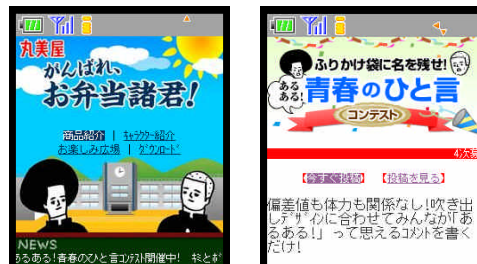 丸美屋
がんばれ、
お弁当諸君!
商品紹介 | ｷｬﾗｸﾀｰ紹介
お楽しみ広場 | ﾀﾞｳﾝﾛｰﾄﾞ
NEWS
るある!青春のひと言ｺﾝﾃｽﾄ開催中!
ふりかけ袋に名を残せ!
ある
ある!
青春のひと言
コンテスト
4次募
【今すぐ投稿】 【投稿を見る】
偏差値も体力も関係なし!吹き出
しﾃﾞｻﾞｲﾝに合わせてみんなが｢あ
るある!｣って思えるｺﾒﾝﾄを書く
だけ!